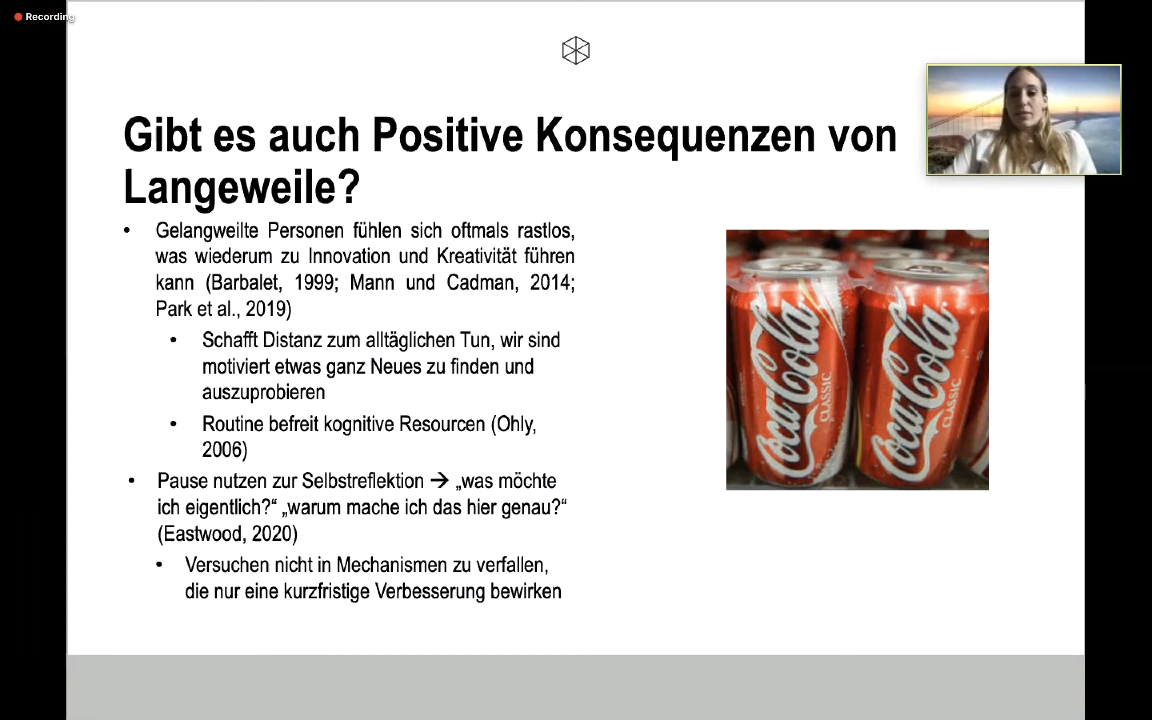 Recording
Gibt es auch Positive Konsequenzen von
Langeweile?
• Gelangweilte Personen fühlen sich oftmals rastlos,
was wiederum zu Innovation und Kreativität führen
kann (Barbalet, 1999; Mann und Cadman, 2014;
Park et al., 2019)
• Schafft Distanz zum alltäglichen Tun, wir sind
motiviert etwas ganz Neues zu finden und
auszuprobieren
• Routine befreit kognitive Resourcen (Ohly,
2006)
• Pause nutzen zur Selbstreflektion → „was möchte
ich eigentlich?“ „warum mache ich das hier genau?“
(Eastwood, 2020)
• Versuchen nicht in Mechanismen zu verfallen,
die nur eine kurzfristige Verbesserung bewirken
Coca-Cola
CLASSIC
Coca-Cola
CLASSIC